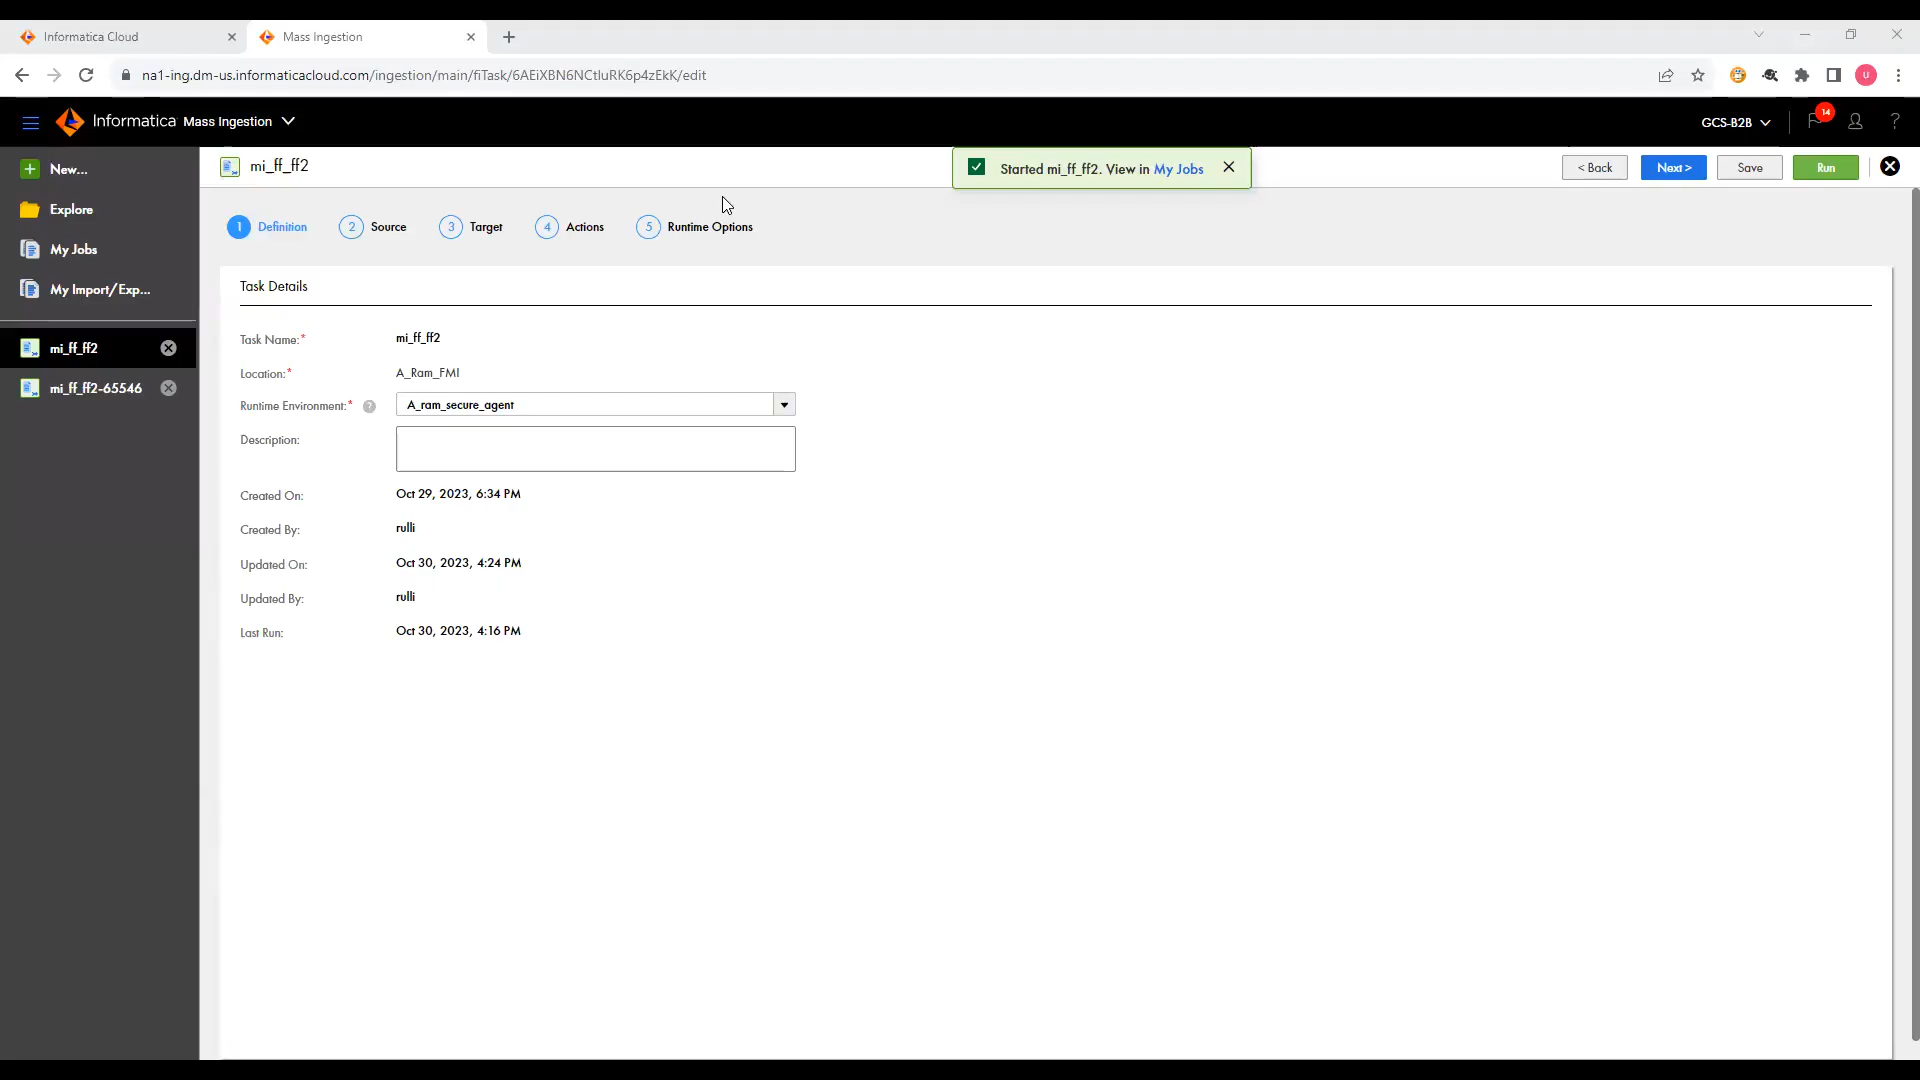 Informatica Cloud
Mass Ingestion
na1-ing.dm-us.informaticacloud.com/ingestion/main/fiTask/6AEiXBN6NCtIuRK6p4zEkK/edit
U
Informatica Mass Ingestion
GCS-B2B
14
?
New...
Explore
My Jobs
My Import/Exp...
mi_ff_ff2
mi_ff_ff2-65546
mi_ff_ff2
Started mi_ff_ff2. View in My Jobs
< Back
Next >
Save
Run
1 Definition
2 Source
3 Target
4 Actions
5 Runtime Options
Task Details
Task Name:* mi_ff_ff2
Location:* A_Ram_FMI
Runtime Environment:* ? A_ram_secure_agent
Description:
Created On: Oct 29, 2023, 6:34 PM
Created By: rulli
Updated On: Oct 30, 2023, 4:24 PM
Updated By: rulli
Last Run: Oct 30, 2023, 4:16 PM